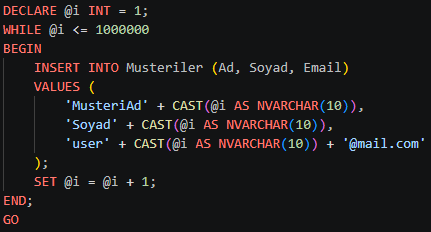 DECLARE @i INT = 1;
WHILE @i <= 1000000
BEGIN
    INSERT INTO Musteriler (Ad, Soyad, Email)
    VALUES (
        'MusteriAd' + CAST(@i AS NVARCHAR(10)),
        'Soyad' + CAST(@i AS NVARCHAR(10)),
        'user' + CAST(@i AS NVARCHAR(10)) + '@mail.com'
    );
    SET @i = @i + 1;
END;
GO